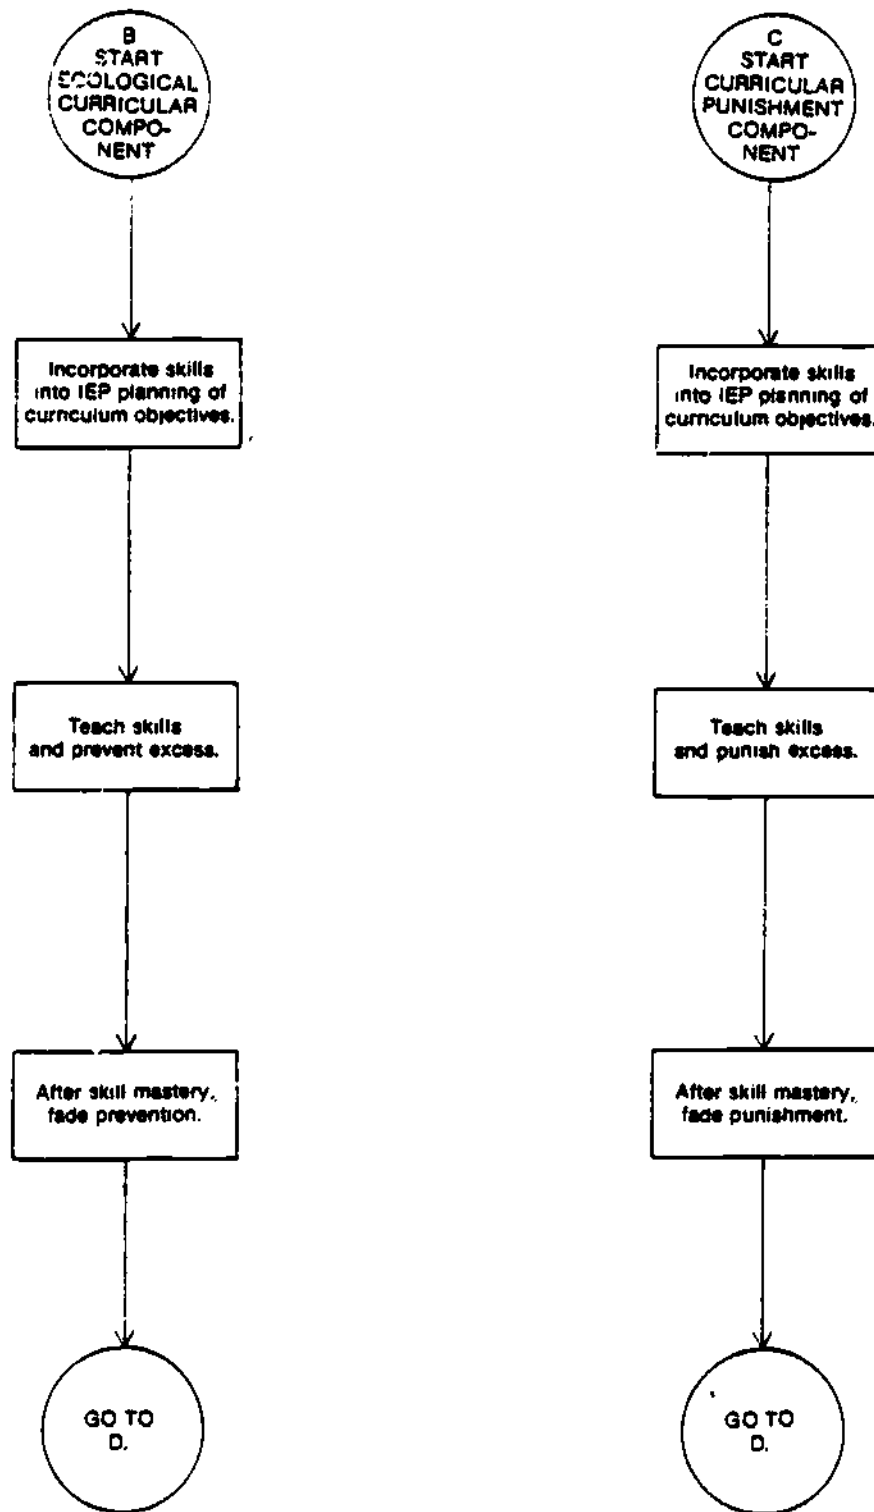 B
START
ECOLOGICAL
CURRICULAR
COMPO-
NENT
Incorporate skills
into IEP planning of
curriculum objectives.
Teach skills
and prevent excess.
After skill mastery,
fade prevention.
GO TO
D.
C
START
CURRICULAR
PUNISHMENT
COMPO-
NENT
Incorporate skills
into IEP planning of
curriculum objectives.
Teach skills
and punish excess.
After skill mastery,
fade punishment.
GO TO
D.